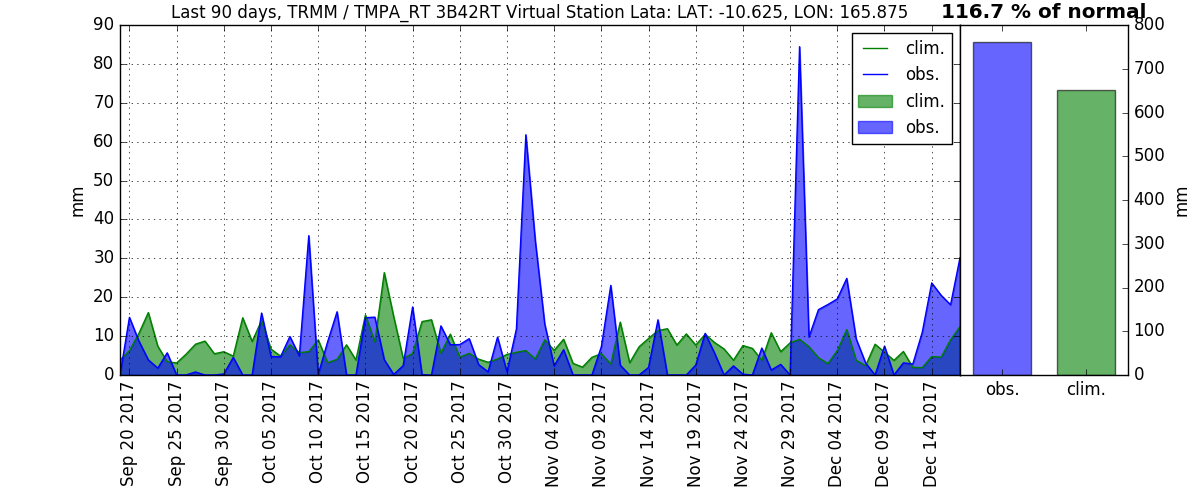 Last 90 days, TRMM / TMPA_RT 3B42RT Virtual Station Lata: LAT: -10.625, LON: 165.875
116.7 % of normal
90
80
70
60
50
40
30
20
10
0
mm
clim.
obs.
clim.
obs.
Sep 20 2017
Sep 25 2017
Sep 30 2017
Oct 05 2017
Oct 10 2017
Oct 15 2017
Oct 20 2017
Oct 25 2017
Oct 30 2017
Nov 04 2017
Nov 09 2017
Nov 14 2017
Nov 19 2017
Nov 24 2017
Nov 29 2017
Dec 04 2017
Dec 09 2017
Dec 14 2017
800
700
600
500
400
300
200
100
0
mm
obs.
clim.